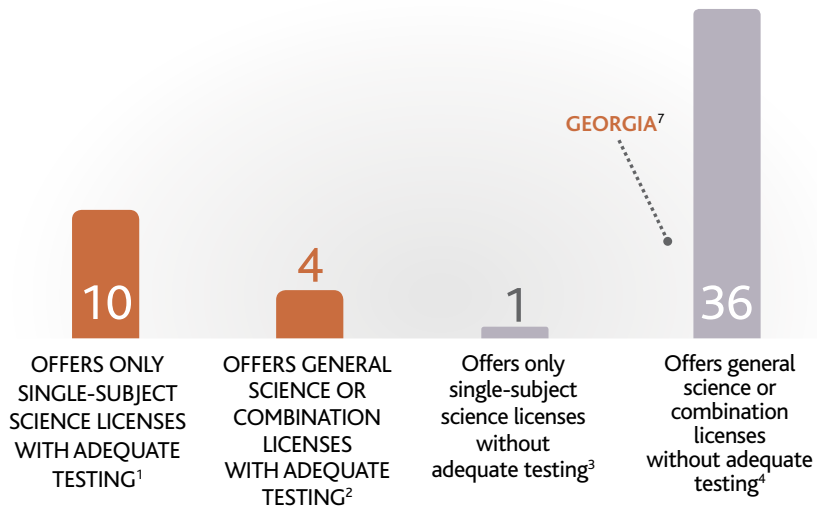 GEORGIA⁷
10
4
1
36
OFFERS ONLY
SINGLE-SUBJECT
SCIENCE LICENSES
WITH ADEQUATE
TESTING¹
OFFERS GENERAL
SCIENCE OR
COMBINATION
LICENSES
WITH ADEQUATE
TESTING²
Offers only
single-subject
science licenses
without
adequate testing³
Offers general
science or
combination
licenses
without adequate
testing⁴